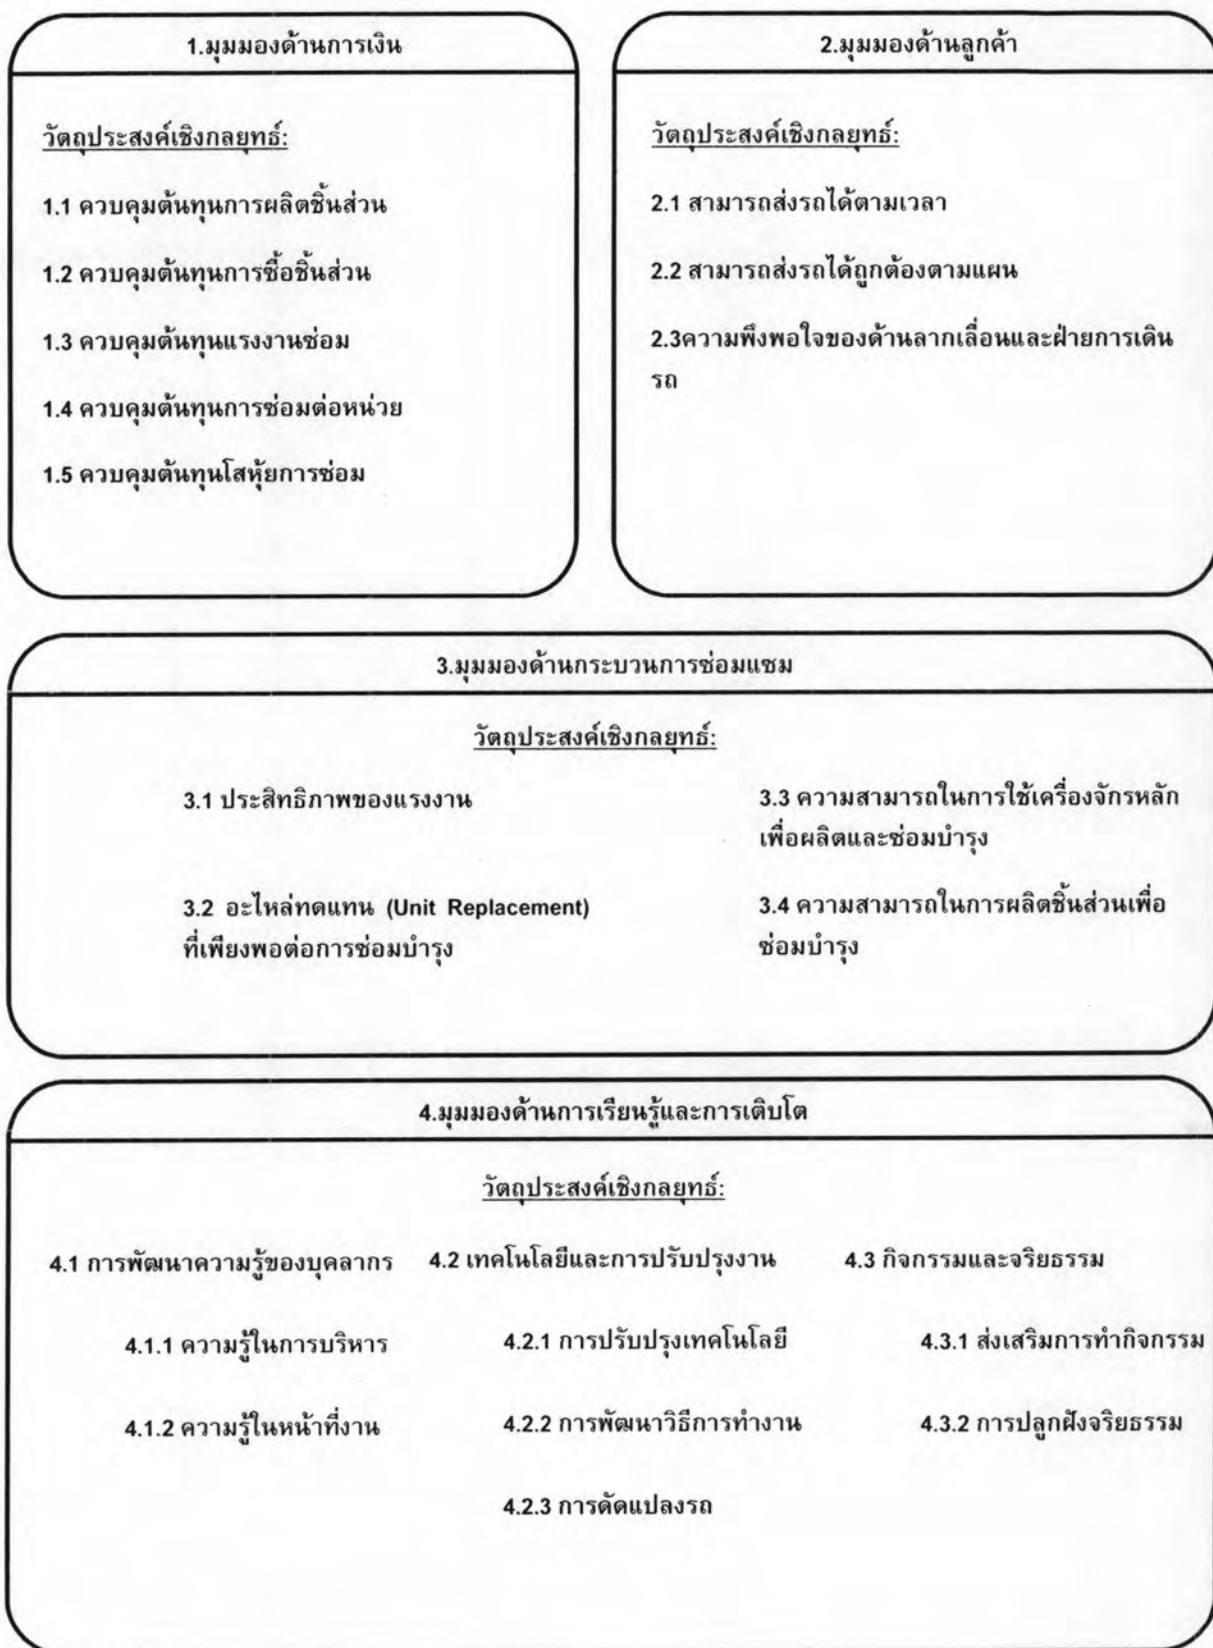 1.มุมมองด้านการเงิน
วัตถุประสงค์เชิงกลยุทธ์:
1.1 ควบคุมต้นทุนการผลิตชิ้นส่วน
1.2 ควบคุมต้นทุนการซื้อชิ้นส่วน
1.3 ควบคุมต้นทุนแรงงานซ่อม
1.4 ควบคุมต้นทุนการซ่อมต่อหน่วย
1.5 ควบคุมต้นทุนโสหุ้ยการซ่อม
2.มุมมองด้านลูกค้า
วัตถุประสงค์เชิงกลยุทธ์:
2.1 สามารถส่งรถได้ตามเวลา
2.2 สามารถส่งรถได้ถูกต้องตามแผน
2.3ความพึงพอใจของด้านลากเลื่อนและฝ่ายการเดิน
รถ
3.มุมมองด้านกระบวนการซ่อมแซม
วัตถุประสงค์เชิงกลยุทธ์:
3.1 ประสิทธิภาพของแรงงาน
3.2 อะไหล่ทดแทน (Unit Replacement)
ที่เพียงพอต่อการซ่อมบำรุง
3.3 ความสามารถในการใช้เครื่องจักรหลัก
เพื่อผลิตและซ่อมบำรุง
3.4 ความสามารถในการผลิตชิ้นส่วนเพื่อ
ซ่อมบำรุง
4.มุมมองด้านการเรียนรู้และการเติบโต
วัตถุประสงค์เชิงกลยุทธ์:
4.1 การพัฒนาความรู้ของบุคลากร
4.1.1 ความรู้ในการบริหาร
4.1.2 ความรู้ในหน้าที่งาน
4.2 เทคโนโลยีและการปรับปรุงงาน
4.2.1 การปรับปรุงเทคโนโลยี
4.2.2 การพัฒนาวิธีการทำงาน
4.2.3 การดัดแปลงรถ
4.3 กิจกรรมและจริยธรรม
4.3.1 ส่งเสริมการทำกิจกรรม
4.3.2 การปลูกฝังจริยธรรม